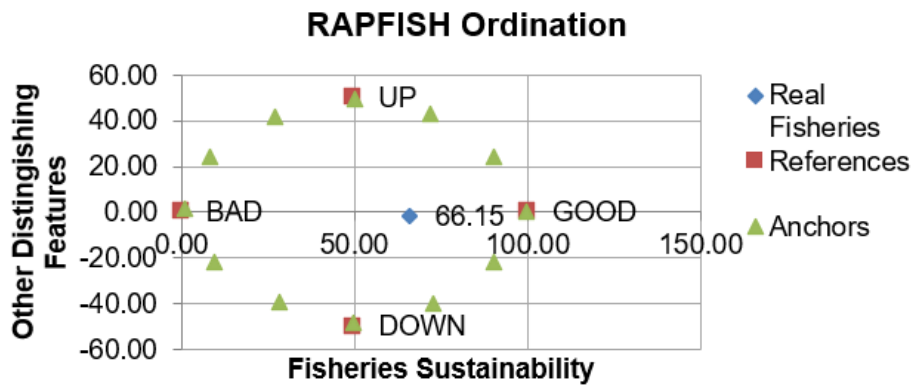 RAPFISH Ordination
Other Distingishing
Features
60.00
40.00
20.00
0.00
-20.00
-40.00
-60.00
UP
BAD
66.15
GOOD
DOWN
0.00
50.00
100.00
150.00
Fisheries Sustainability
Real
Fisheries
References
Anchors